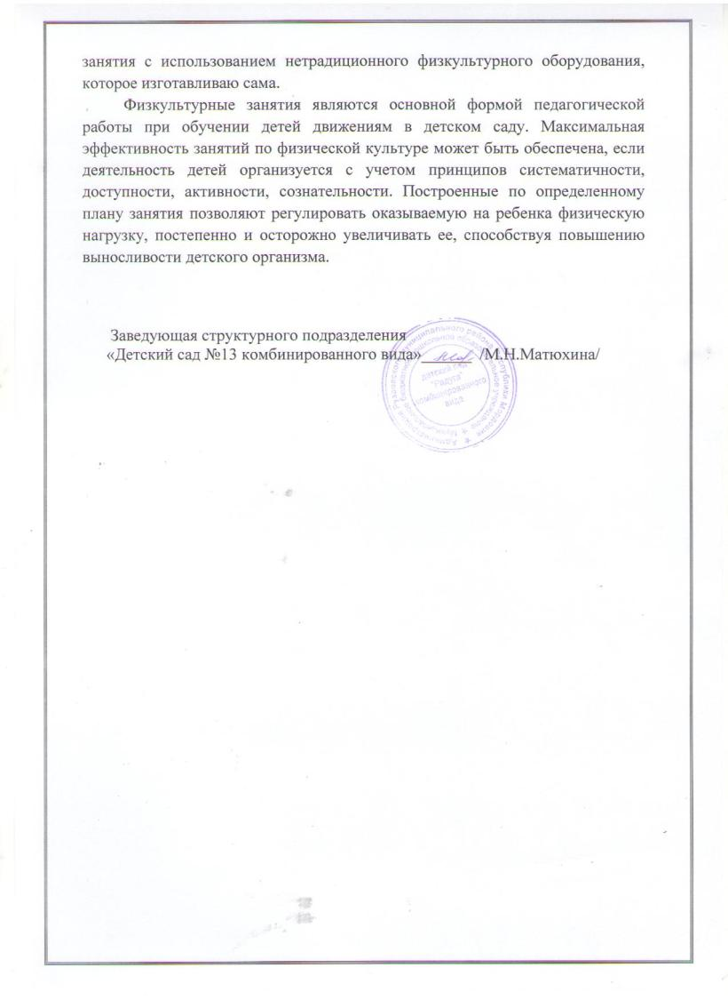 занятия с использованием нетрадиционного физкультурного оборудования,
которое изготавливаю сама.
Физкультурные занятия являются основной формой педагогической
работы при обучении детей движениям в детском саду. Максимальная
эффективность занятий по физической культуре может быть обеспечена, если
деятельность детей организуется с учетом принципов систематичности,
доступности, активности, сознательности. Построенные по определенному
плану занятия позволяют регулировать оказываемую на ребенка физическую
нагрузку, постепенно и осторожно увеличивать ее, способствуя повышению
выносливости детского организма.
Заведующая структурного подразделения
«Детский сад №13 комбинированного вида» /М.Н.Матюхина/
детский сад
"Радуга"
комбинированного
вида